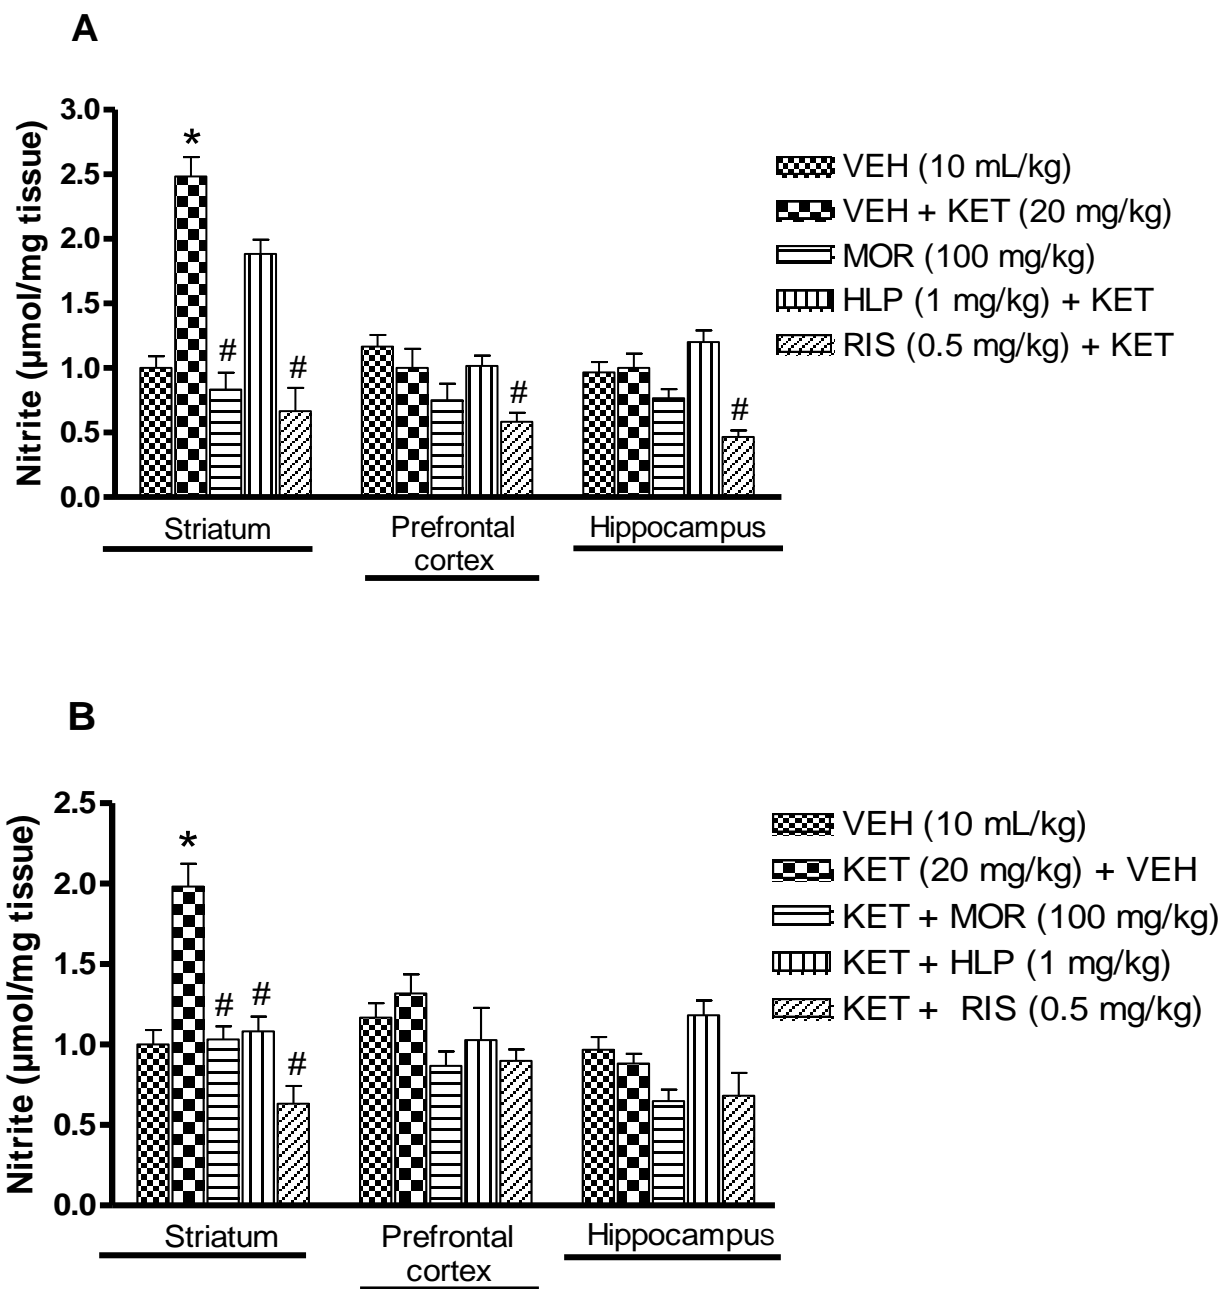 A
Nitrite (µmol/mg tissue)
3.0
2.5
2.0
1.5
1.0
0.5
0.0
*
#
#
#
#
Striatum
Prefrontal
cortex
Hippocampus
VEH (10 mL/kg)
VEH + KET (20 mg/kg)
MOR (100 mg/kg)
HLP (1 mg/kg) + KET
RIS (0.5 mg/kg) + KET
B
Nitrite (µmol/mg tissue)
2.5
2.0
1.5
1.0
0.5
0.0
*
#
#
#
Striatum
Prefrontal
cortex
Hippocampus
VEH (10 mL/kg)
KET (20 mg/kg) + VEH
KET + MOR (100 mg/kg)
KET + HLP (1 mg/kg)
KET + RIS (0.5 mg/kg)